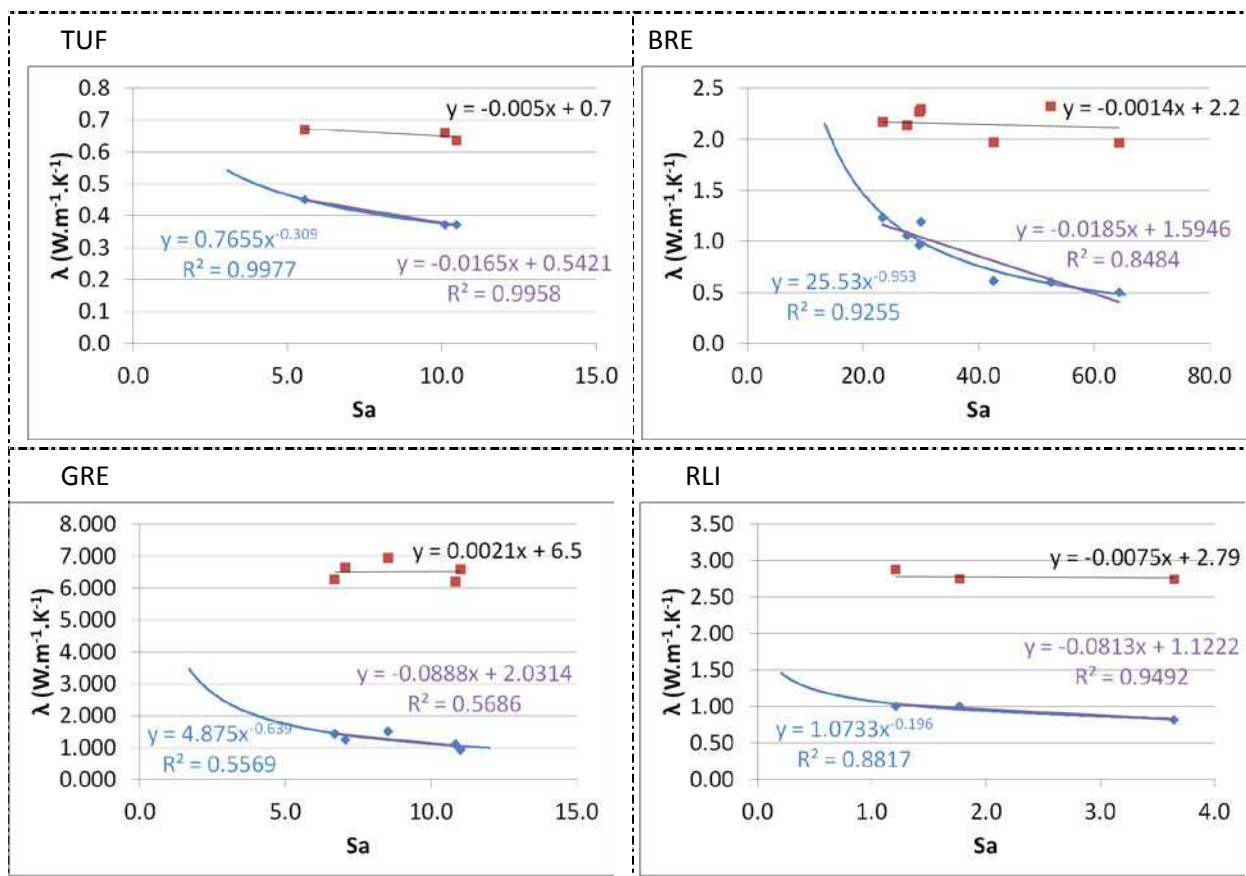 TUF
0.8
0.7
0.6
0.5
0.4
0.3
0.2
0.1
0.0
λ (W.m⁻¹.K⁻¹)
y = -0.005x + 0.7
y = 0.7655x⁻⁰·³⁰⁹
R² = 0.9977
y = -0.0165x + 0.5421
R² = 0.9958
0.0 5.0 10.0 15.0
Sa
BRE
2.5
2.0
1.5
1.0
0.5
0.0
λ (W.m⁻¹.K⁻¹)
y = -0.0014x + 2.2
y = -0.0185x + 1.5946
R² = 0.8484
y = 25.53x⁻⁰·⁹⁵³
R² = 0.9255
0.0 20.0 40.0 60.0 80.0
Sa
GRE
8.000
7.000
6.000
5.000
4.000
3.000
2.000
1.000
0.000
λ (W.m⁻¹.K⁻¹)
y = 0.0021x + 6.5
y = -0.0888x + 2.0314
R² = 0.5686
y = 4.875x⁻⁰·⁶³⁹
R² = 0.5569
0.0 5.0 10.0 15.0
Sa
RLI
3.50
3.00
2.50
2.00
1.50
1.00
0.50
0.00
λ (W.m⁻¹.K⁻¹)
y = -0.0075x + 2.79
y = -0.0813x + 1.1222
R² = 0.9492
y = 1.0733x⁻⁰·¹⁹⁶
R² = 0.8817
0.0 1.0 2.0 3.0 4.0
Sa